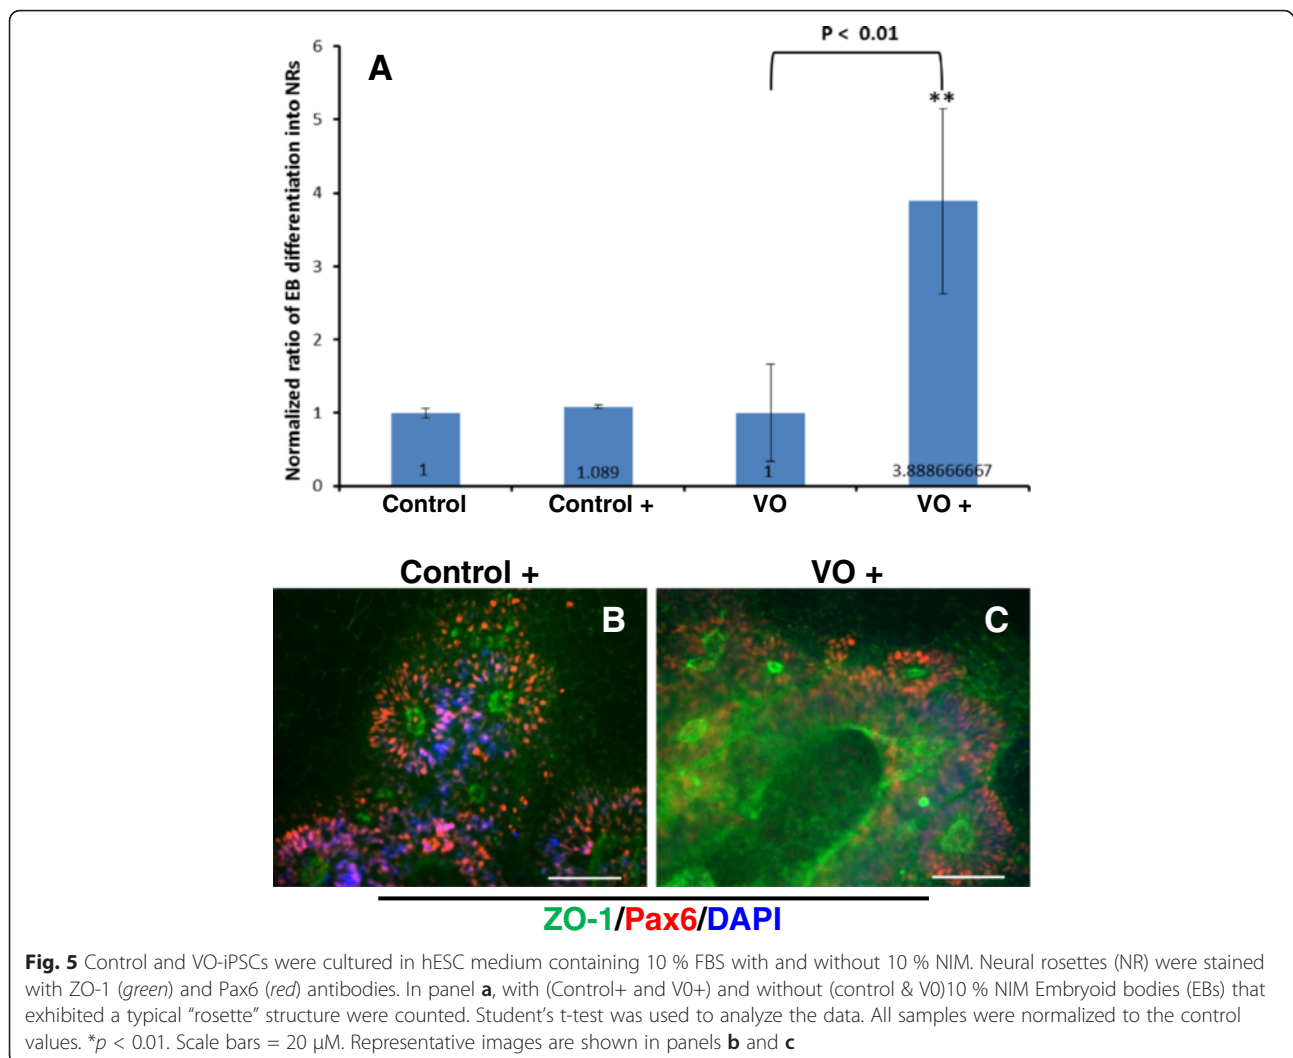 P < 0.01
A
**
Normalized ratio of EB differentiation into NRs
6
5
4
3
2
1
0
1
1.089
1
3.888666667
Control
Control +
VO
VO +
Control +
VO +
B
C
ZO-1/Pax6/DAPI
Fig. 5 Control and VO-iPSCs were cultured in hESC medium containing 10 % FBS with and without 10 % NIM. Neural rosettes (NR) were stained
with ZO-1 (green) and Pax6 (red) antibodies. In panel a, with (Control+ and V0+) and without (control & V0)10 % NIM Embryoid bodies (EBs) that
exhibited a typical “rosette” structure were counted. Student’s t-test was used to analyze the data. All samples were normalized to the control
values. *p < 0.01. Scale bars = 20 μM. Representative images are shown in panels b and c